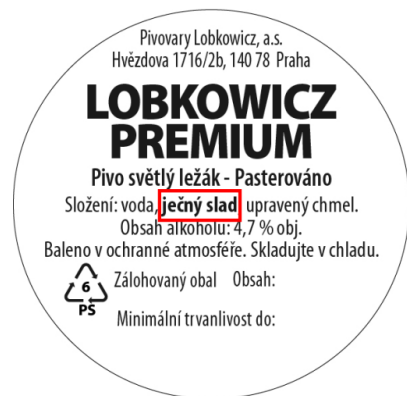 Pivovary Lobkowicz, a.s.
Hvězdova 1716/2b, 140 78 Praha
LOBKOWICZ
PREMIUM
Pivo světlý ležák - Pasterováno
Složení: voda, ječný slad, upravený chmel.
Obsah alkoholu: 4,7 % obj.
Baleno v ochranné atmosféře. Skladujte v chladu.
6
PS
Zálohovaný obal Obsah:
Minimální trvanlivost do: